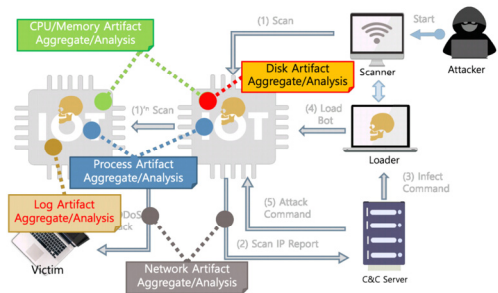 CPU/Memory Artifact
Aggregate/Analysis
(1) Scan
Start
Scanner
Attacker
Disk Artifact
Aggregate/Analysis
IOT
(1)'n Scan
IOT
(4) Load
Bot
Loader
Process Artifact
Aggregate/Analysis
(3) Infect
Command
Log Artifact
Aggregate/Analysis
(5) Attack
Command
(2) Scan IP Report
Victim
Network Artifact
Aggregate/Analysis
C&C Server